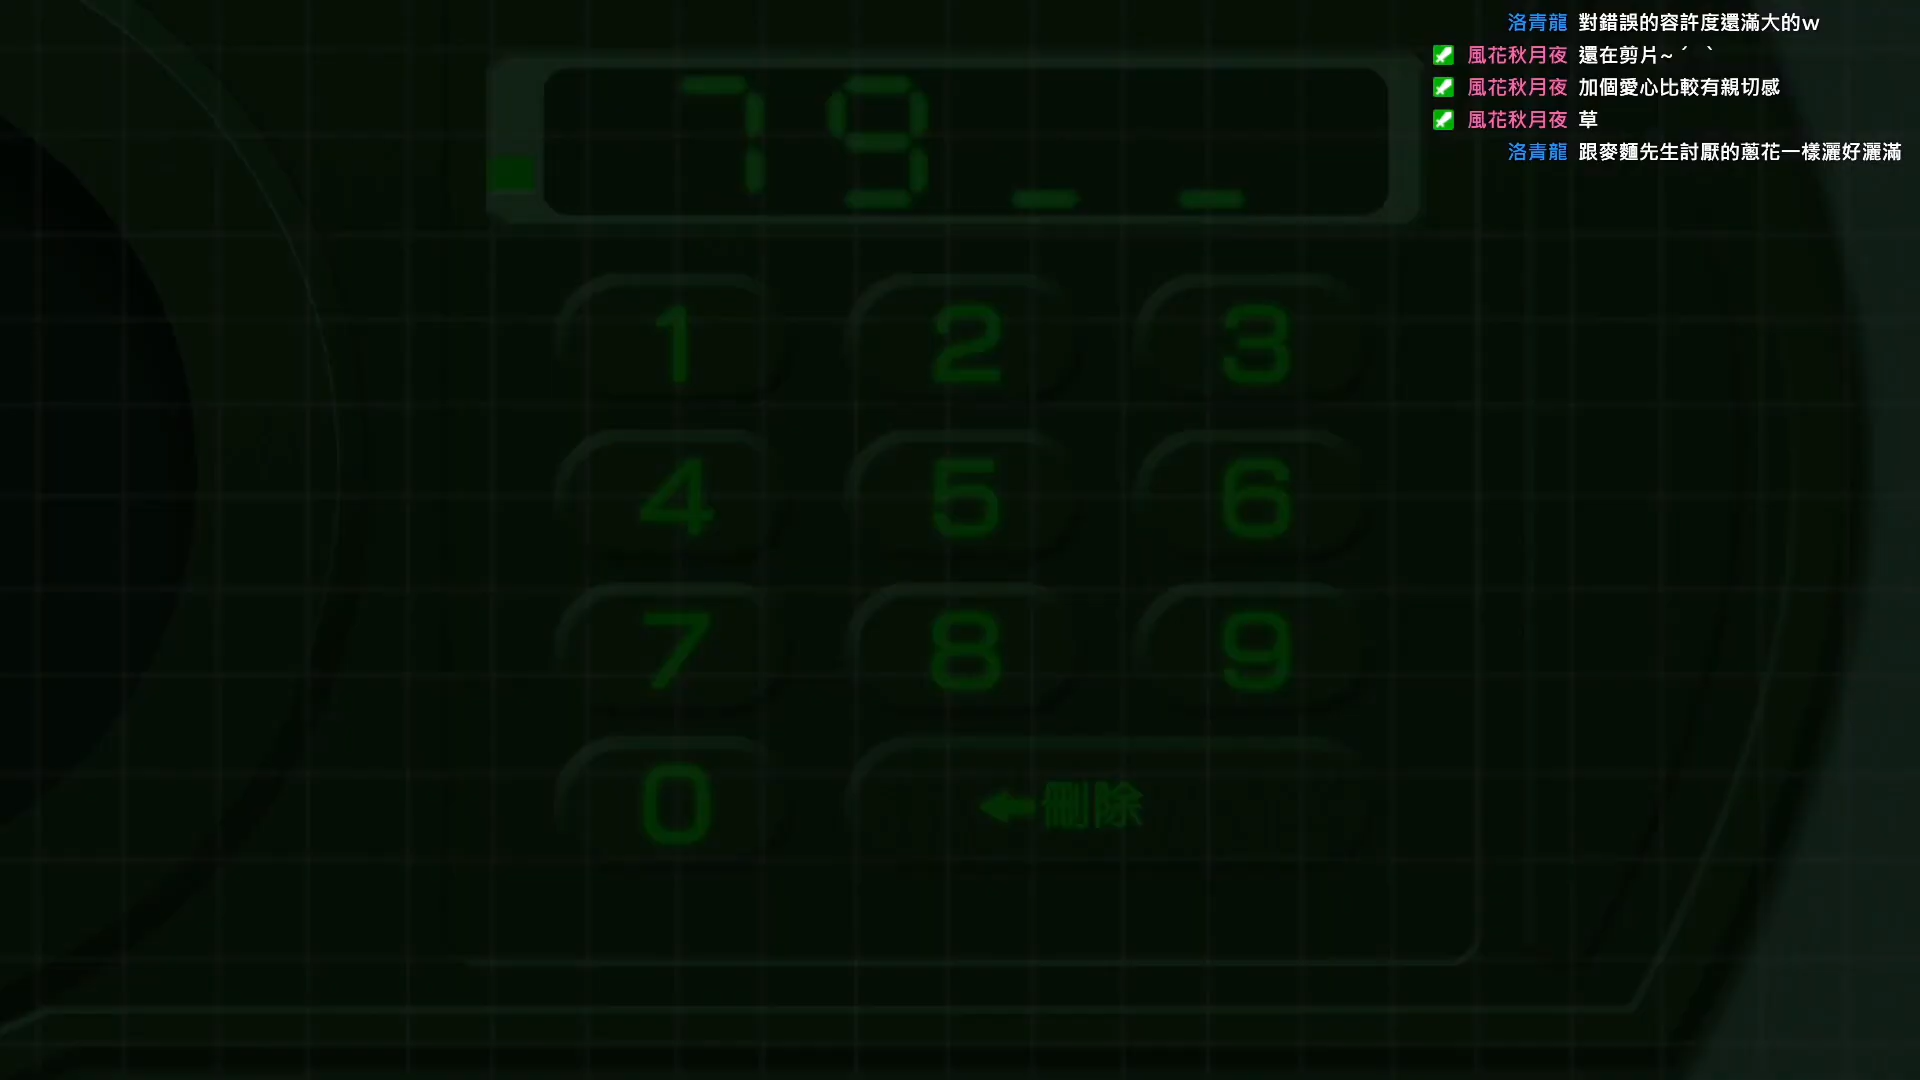 洛青龍 對錯誤的容許度還滿大的w
風花秋月夜 還在剪片~ˊ ˋ
風花秋月夜 加個愛心比較有親切感
風花秋月夜 草
洛青龍 跟麥麵先生討厭的蔥花一樣灑好灑滿
79_ _
1 2 3
4 5 6
7 8 9
0 ←刪除